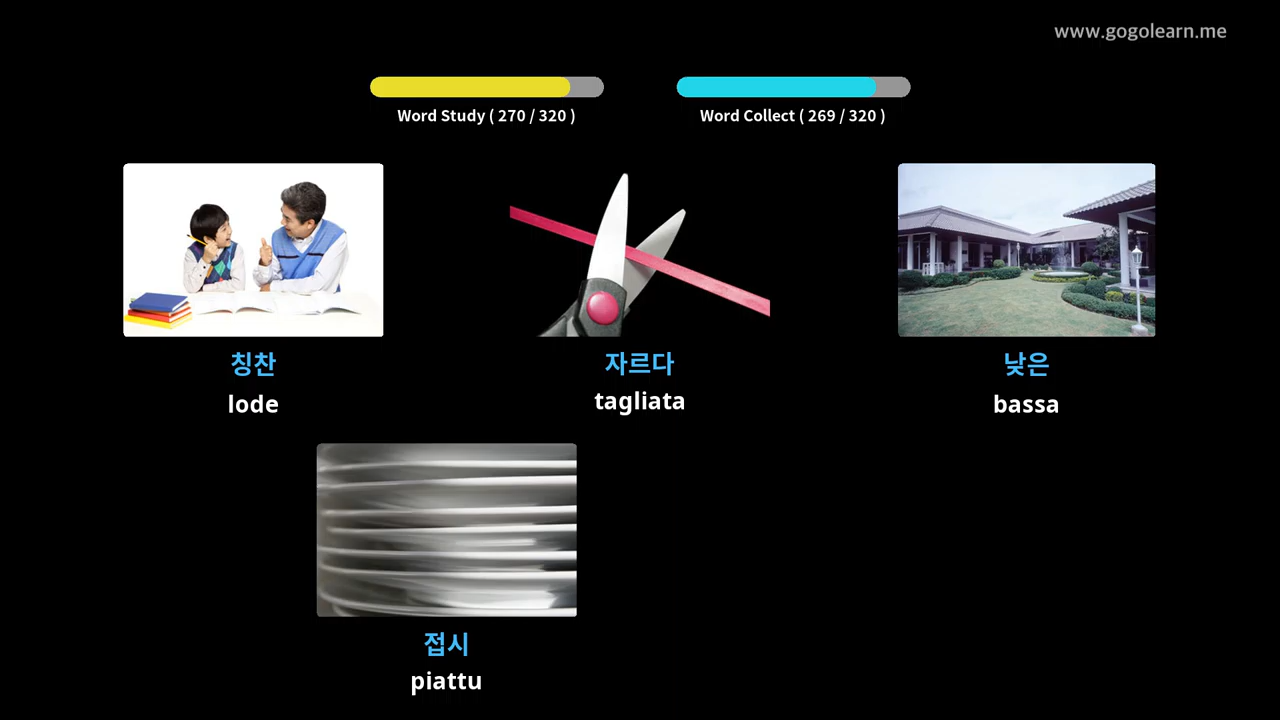 www.gogolearn.me
Word Study ( 270 / 320 )
Word Collect ( 269 / 320 )
칭찬
lode
자르다
tagliata
낮은
bassa
접시
piattu